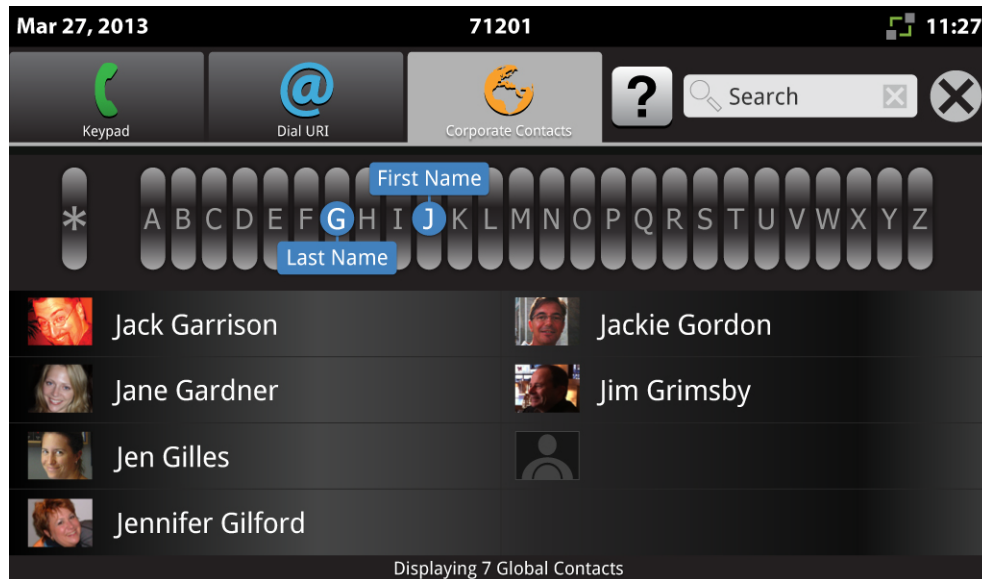 Mar 27, 2013 71201 11:27
Keypad Dial URI Corporate Contacts ? Search
First Name
* A B C D E F G H I J K L M N O P Q R S T U V W X Y Z
Last Name
Jack Garrison Jackie Gordon
Jane Gardner Jim Grimsby
Jen Gilles
Jennifer Gilford
Displaying 7 Global Contacts